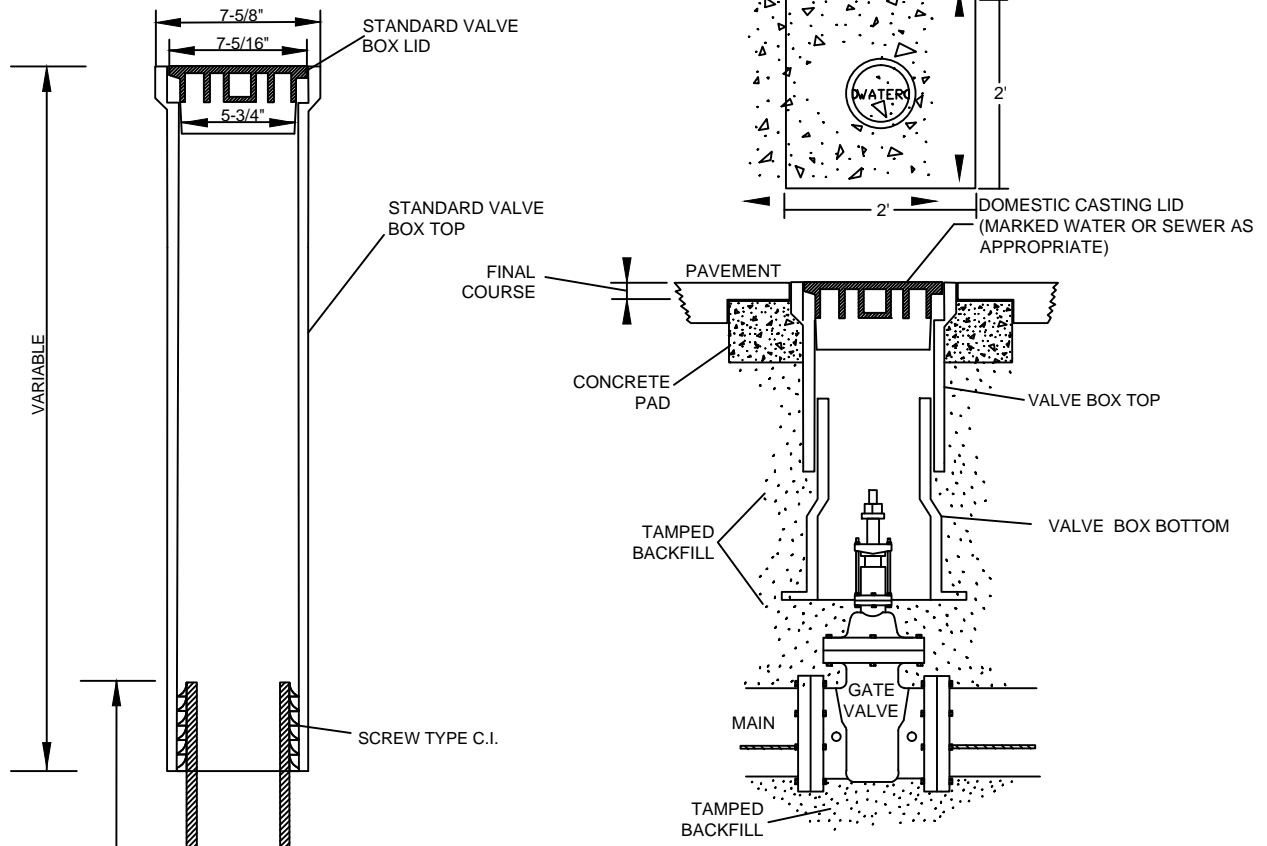 7-5/8"
7-5/16"
5-3/4"
STANDARD VALVE
BOX LID
STANDARD VALVE
BOX TOP
VARIABLE
SCREW TYPE C.I.
WATER
2'
2'
DOMESTIC CASTING LID
(MARKED WATER OR SEWER AS
APPROPRIATE)
FINAL
COURSE
PAVEMENT
CONCRETE
PAD
VALVE BOX TOP
TAMPED
BACKFILL
VALVE BOX BOTTOM
GATE
VALVE
MAIN
TAMPED
BACKFILL